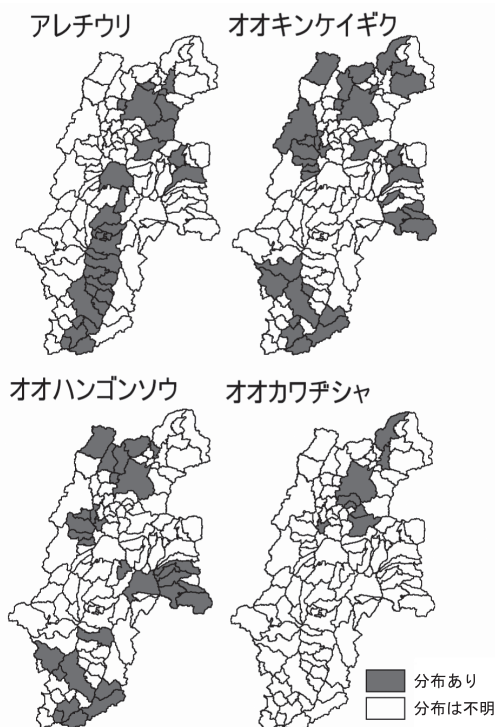 アレチウリ
オオキンケイギク
オオハンゴンソウ
オオカワヂシャ
分布あり
分布は不明